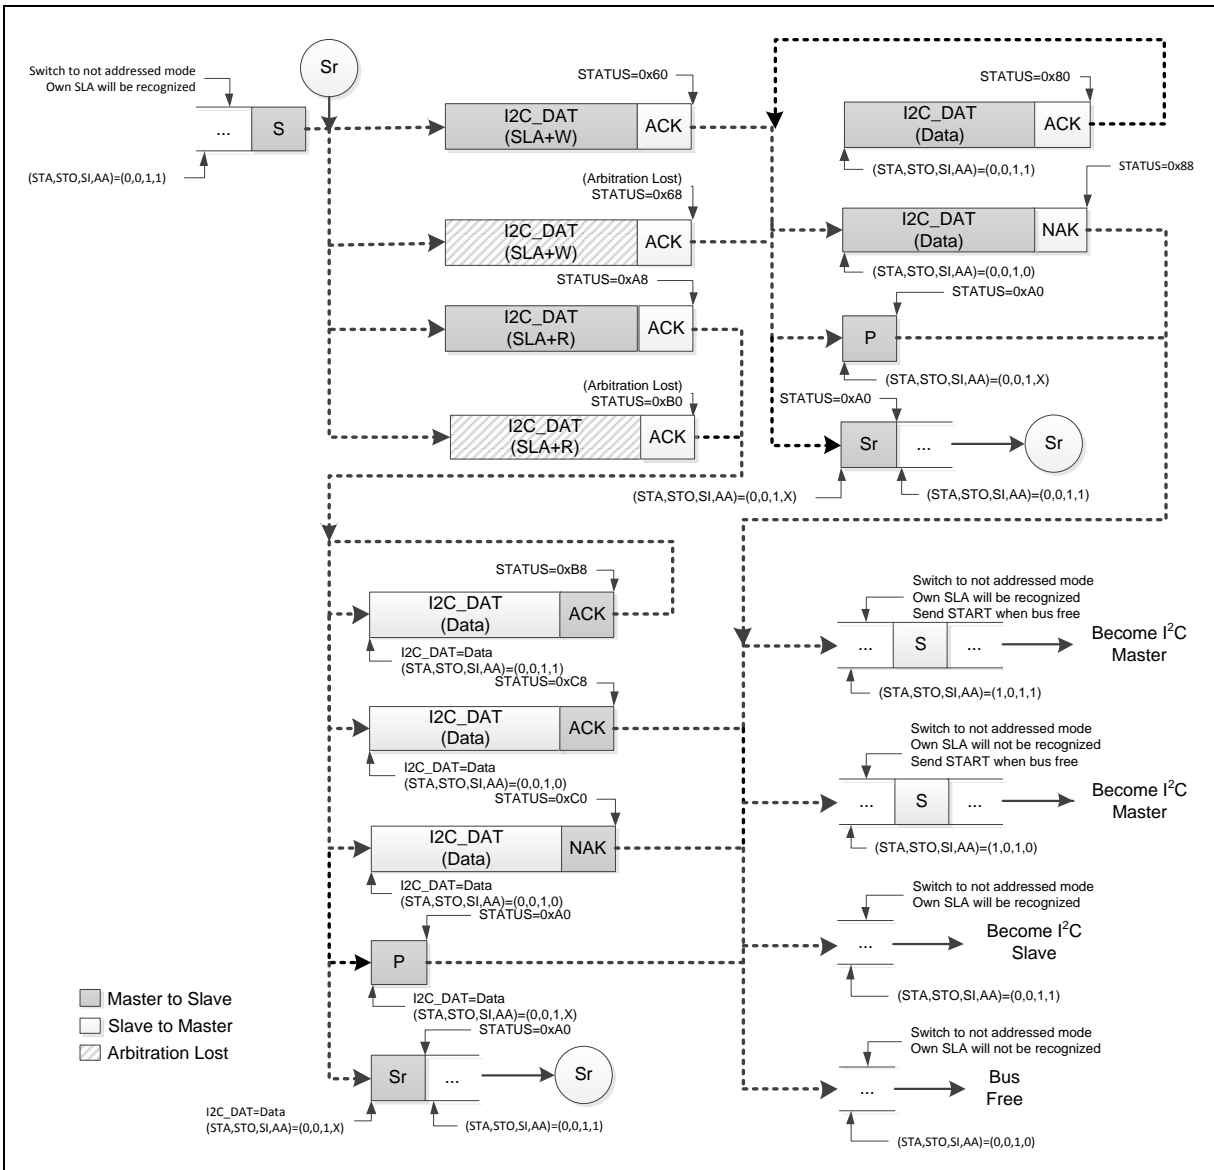 Switch to not addressed mode
Own SLA will be recognized
...
S
(STA,STO,SI,AA)=(0,0,1,1)
Sr
STATUS=0x60
I2C_DAT
(SLA+W)
ACK
(Arbitration Lost)
STATUS=0x68
I2C_DAT
(SLA+W)
ACK
STATUS=0xA8
I2C_DAT
(SLA+R)
ACK
(Arbitration Lost)
STATUS=0xB0
I2C_DAT
(SLA+R)
ACK
STATUS=0x80
I2C_DAT
(Data)
ACK
(STA,STO,SI,AA)=(0,0,1,1)
STATUS=0x88
I2C_DAT
(Data)
NAK
(STA,STO,SI,AA)=(0,0,1,0)
STATUS=0xA0
P
(STA,STO,SI,AA)=(0,0,1,X)
STATUS=0xA0
Sr
...
Sr
(STA,STO,SI,AA)=(0,0,1,X)
(STA,STO,SI,AA)=(0,0,1,1)
STATUS=0xB8
I2C_DAT
(Data)
ACK
I2C_DAT=Data
(STA,STO,SI,AA)=(0,0,1,1)
STATUS=0xC8
I2C_DAT
(Data)
ACK
I2C_DAT=Data
(STA,STO,SI,AA)=(0,0,1,0)
STATUS=0xC0
I2C_DAT
(Data)
NAK
I2C_DAT=Data
(STA,STO,SI,AA)=(0,0,1,0)
STATUS=0xA0
P
I2C_DAT=Data
(STA,STO,SI,AA)=(0,0,1,X)
STATUS=0xA0
Sr
...
Sr
I2C_DAT=Data
(STA,STO,SI,AA)=(0,0,1,X)
(STA,STO,SI,AA)=(0,0,1,1)
Switch to not addressed mode
Own SLA will be recognized
Send START when bus free
...
S
...
Become I²C
Master
(STA,STO,SI,AA)=(1,0,1,1)
Switch to not addressed mode
Own SLA will not be recognized
Send START when bus free
...
S
...
Become I²C
Master
(STA,STO,SI,AA)=(1,0,1,0)
Switch to not addressed mode
Own SLA will be recognized
...
Become I²C
Slave
(STA,STO,SI,AA)=(0,0,1,1)
Switch to not addressed mode
Own SLA will not be recognized
...
Bus
Free
(STA,STO,SI,AA)=(0,0,1,0)
Master to Slave
Slave to Master
Arbitration Lost